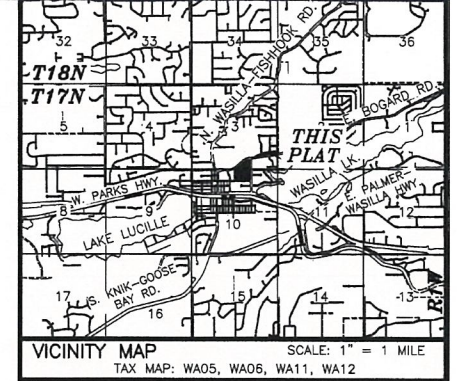 32 33 34 35 36
N. WASILLA-FISHHOOK RD.
T18N
T17N
5 4 3 1
E. BOGARD RD.
THIS
PLAT
W. PARKS HWY.
WASILLA LK.
E. PALMER-
WASILLA HWY
8 9 10 11 12
LAKE LUCILLE
S. KNIK-GOOSE
BAY RD.
17 16 15 14 13
R1W
VICINITY MAP
SCALE: 1" = 1 MILE
TAX MAP: WA05, WA06, WA11, WA12